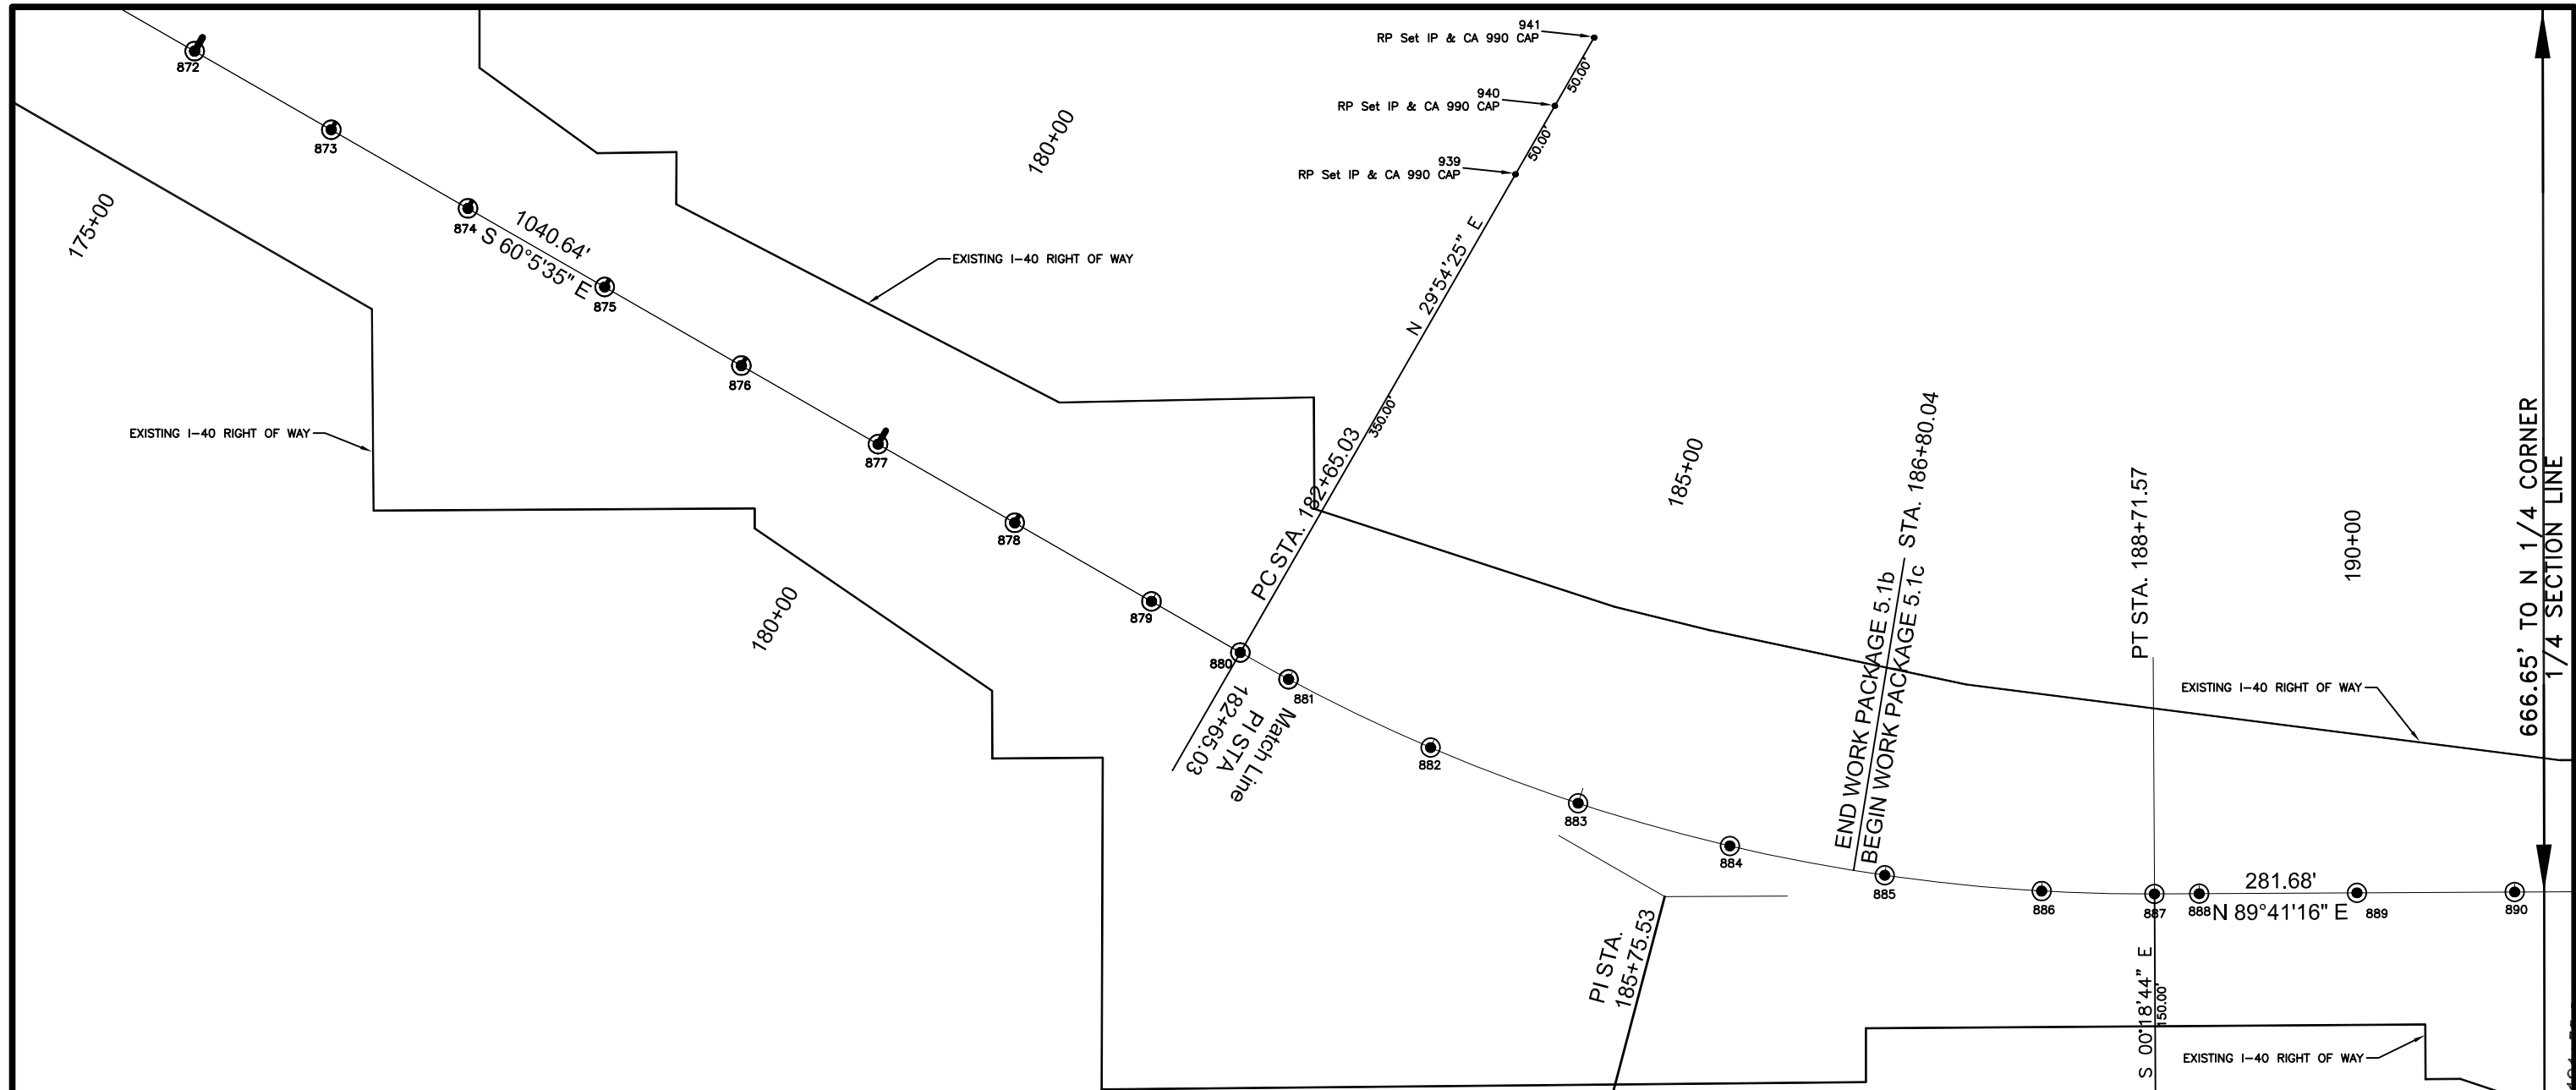 941
RP Set IP & CA 990 CAP
50.00'
940
RP Set IP & CA 990 CAP
50.00'
939
RP Set IP & CA 990 CAP
872
873
874
875
876
877
878
879
880
881
882
883
884
885
886
887
888
889
890
175+00
180+00
1040.64'
S 60°5'35" E
EXISTING I-40 RIGHT OF WAY
EXISTING I-40 RIGHT OF WAY
N 29°54'25" E
350.00'
PC STA. 182+65.03
180+00
Match Line
PI STA
182+65.03
185+00
END WORK PACKAGE 5.1b
BEGIN WORK PACKAGE 5.1c
STA. 186+80.04
PT STA. 188+71.57
190+00
666.65' TO N 1/4 CORNER
1/4 SECTION LINE
EXISTING I-40 RIGHT OF WAY
281.68'
N 89°41'16" E
PI STA.
185+75.53
S 00°18'44" E
150.00'
EXISTING I-40 RIGHT OF WAY